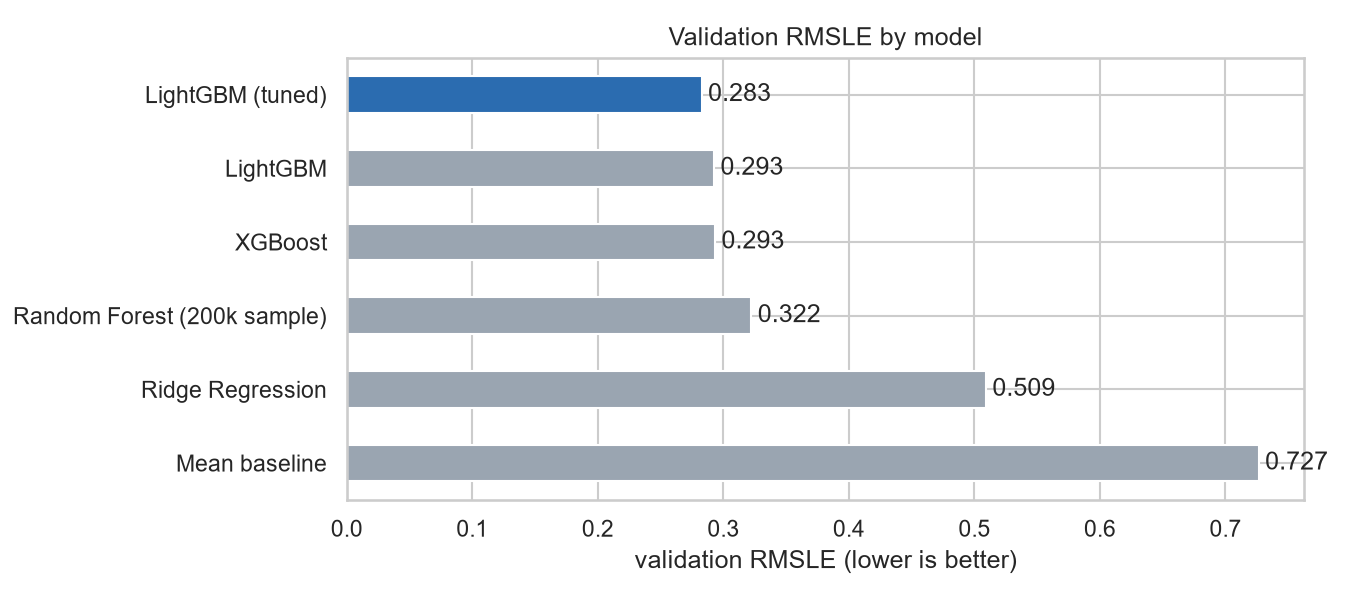 Validation RMSLE by model
LightGBM (tuned) 0.283
LightGBM 0.293
XGBoost 0.293
Random Forest (200k sample) 0.322
Ridge Regression 0.509
Mean baseline 0.727
0.0 0.1 0.2 0.3 0.4 0.5 0.6 0.7
validation RMSLE (lower is better)